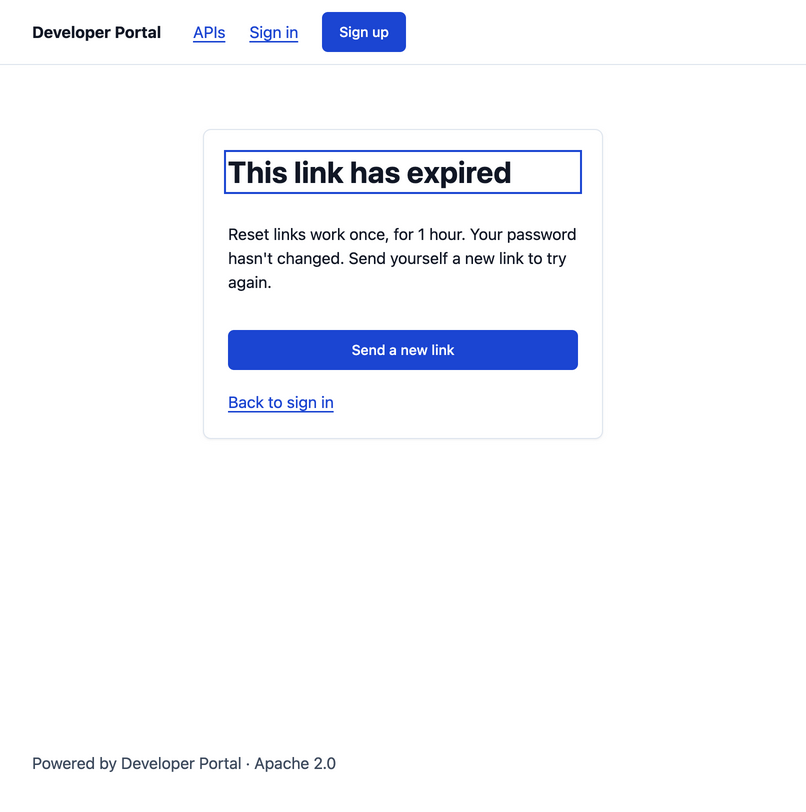 Developer Portal APIs Sign in Sign up
This link has expired
Reset links work once, for 1 hour. Your password
hasn't changed. Send yourself a new link to try
again.
Send a new link
Back to sign in
Powered by Developer Portal · Apache 2.0